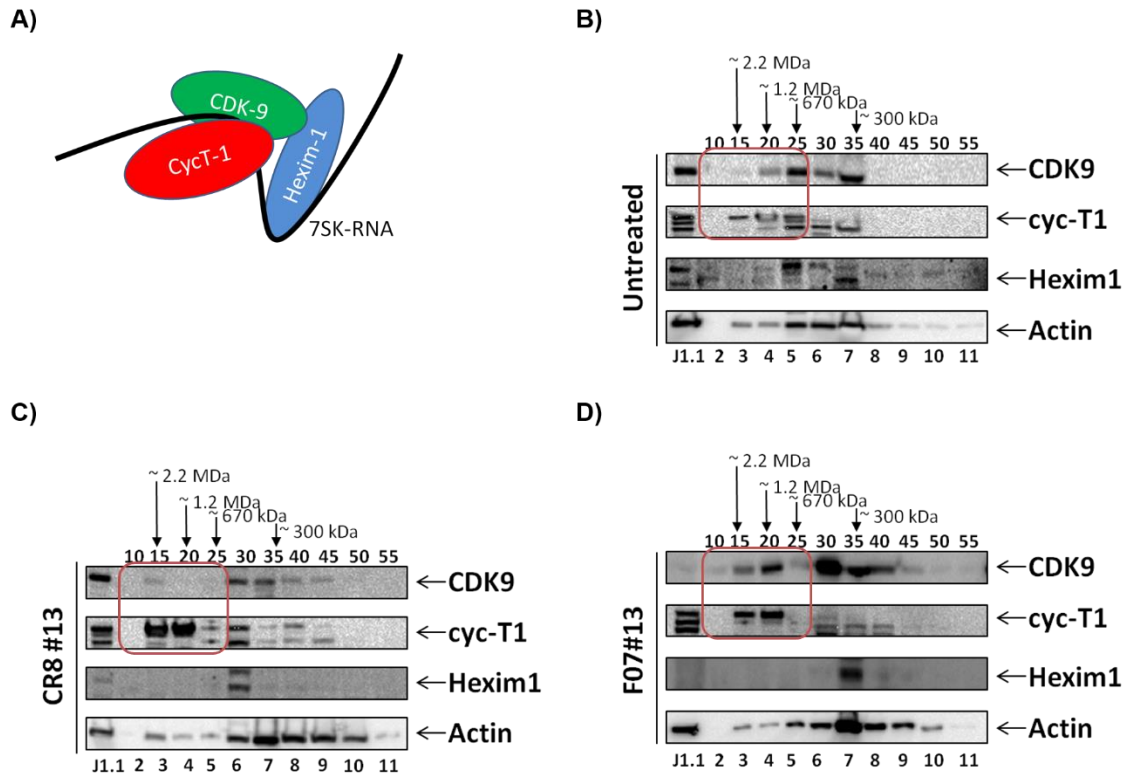 A)
CDK-9
CycT-1
Hexim-1
7SK-RNA
B)
~ 2.2 MDa
~ 1.2 MDa
~ 670 kDa
~ 300 kDa
10 15 20 25 30 35 40 45 50 55
Untreated
CDK9
cyc-T1
Hexim1
Actin
J1.1 2 3 4 5 6 7 8 9 10 11
C)
~ 2.2 MDa
~ 1.2 MDa
~ 670 kDa
~ 300 kDa
10 15 20 25 30 35 40 45 50 55
CR8 #13
CDK9
cyc-T1
Hexim1
Actin
J1.1 2 3 4 5 6 7 8 9 10 11
D)
~ 2.2 MDa
~ 1.2 MDa
~ 670 kDa
~ 300 kDa
10 15 20 25 30 35 40 45 50 55
F07#13
CDK9
cyc-T1
Hexim1
Actin
J1.1 2 3 4 5 6 7 8 9 10 11